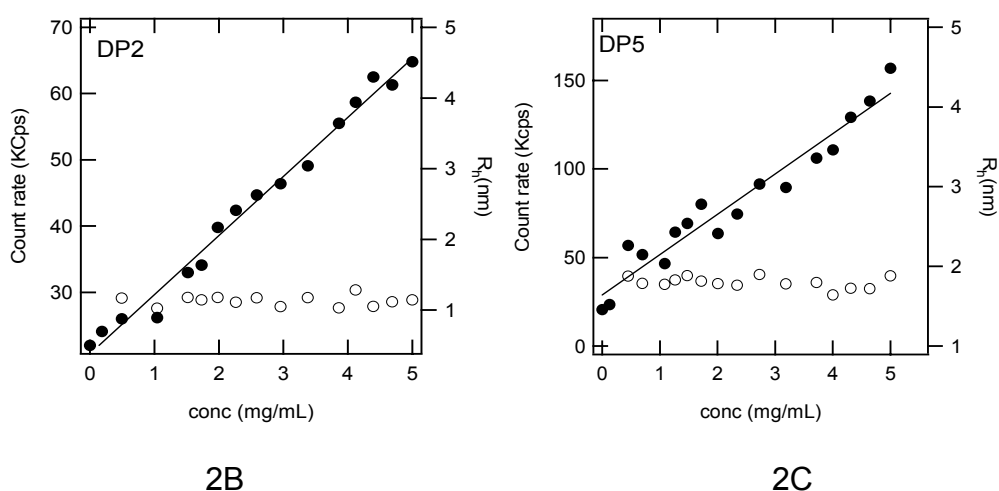 DP2
70
60
50
40
30
Count rate (KCps)
5
4
3
2
1
Rh(nm)
0 1 2 3 4 5
conc (mg/mL)
2B
DP5
150
100
50
0
Count rate (Kcps)
5
4
3
2
1
Rh(nm)
0 1 2 3 4 5
conc (mg/mL)
2C